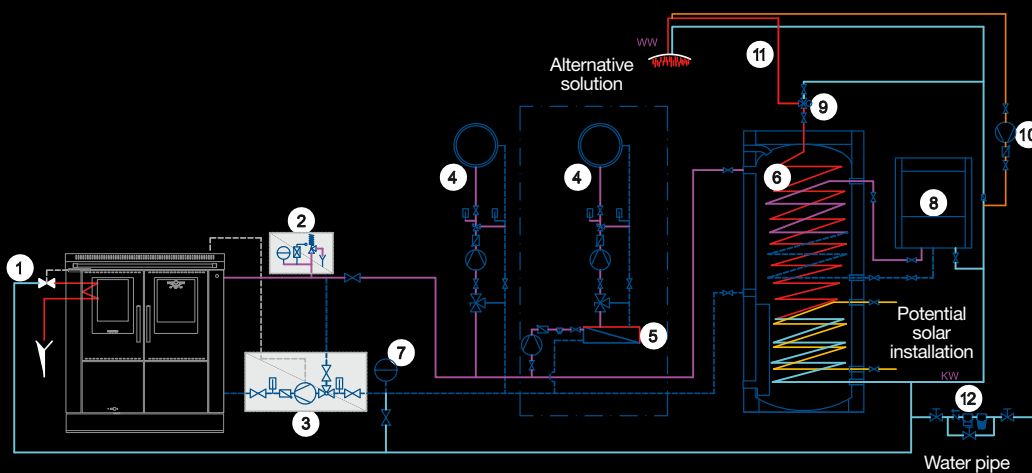 WW
11
Alternative
solution
9
10
4
4
6
8
2
1
Potential
solar
installation
5
7
KW
3
12
Water pipe